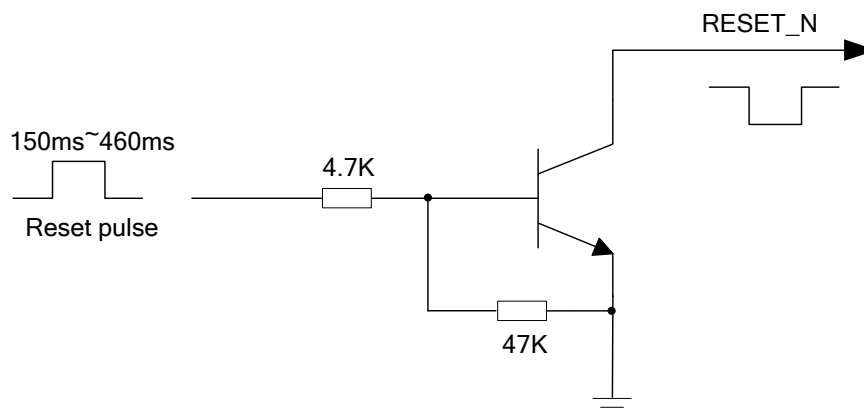 RESET_N
150ms~460ms
4.7K
Reset pulse
47K